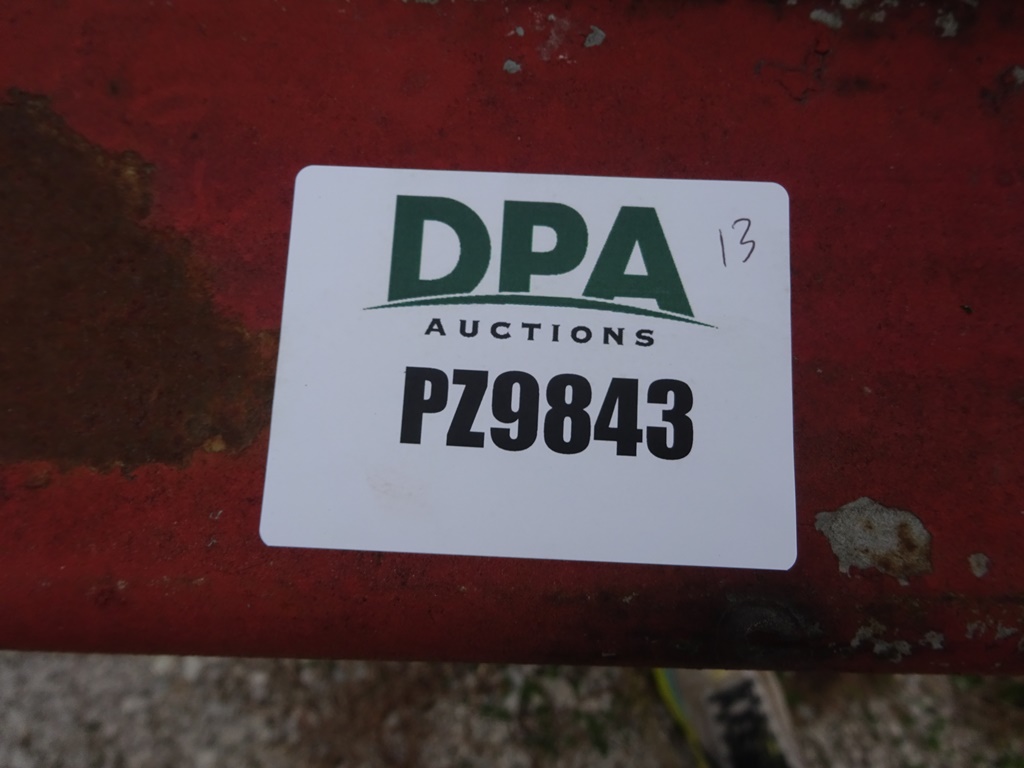 DPA
13
AUCTIONS
PZ9843